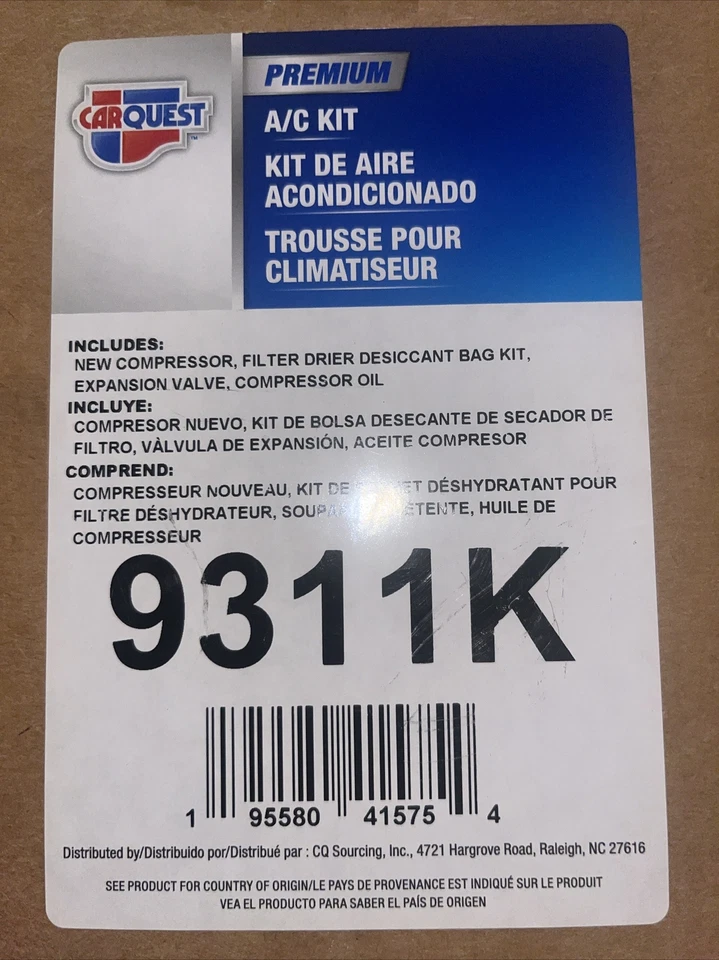 CARQUEST
PREMIUM
A/C KIT
KIT DE AIRE
ACONDICIONADO
TROUSSE POUR
CLIMATISEUR
INCLUDES:
NEW COMPRESSOR, FILTER DRIER DESICCANT BAG KIT,
EXPANSION VALVE, COMPRESSOR OIL
INCLUYE:
COMPRESOR NUEVO, KIT DE BOLSA DESECANTE DE SECADOR DE
FILTRO, VÀLVULA DE EXPANSIÓN, ACEITE COMPRESOR
COMPREND:
COMPRESSEUR NOUVEAU, KIT DE DÉSHYDRATANT POUR
FILTRE DÉSHYDRATEUR, HUILE DE
COMPRESSEUR
9311K
1 95580 41575 4
Distributed by/Distribuido por/Distribué par : CQ Sourcing, Inc., 4721 Hargrove Road, Raleigh, NC 27616
SEE PRODUCT FOR COUNTRY OF ORIGIN/LE PAYS DE PROVENANCE EST INDIQUÉ SUR LE PRODUIT
VEA EL PRODUCTO PARA SABER EL PAÍS DE ORIGEN